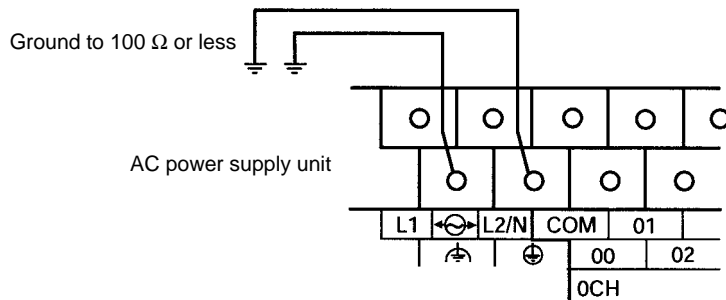 Ground to 100 Ω or less
AC power supply unit
L1 L2/N COM 01
00 02
0CH